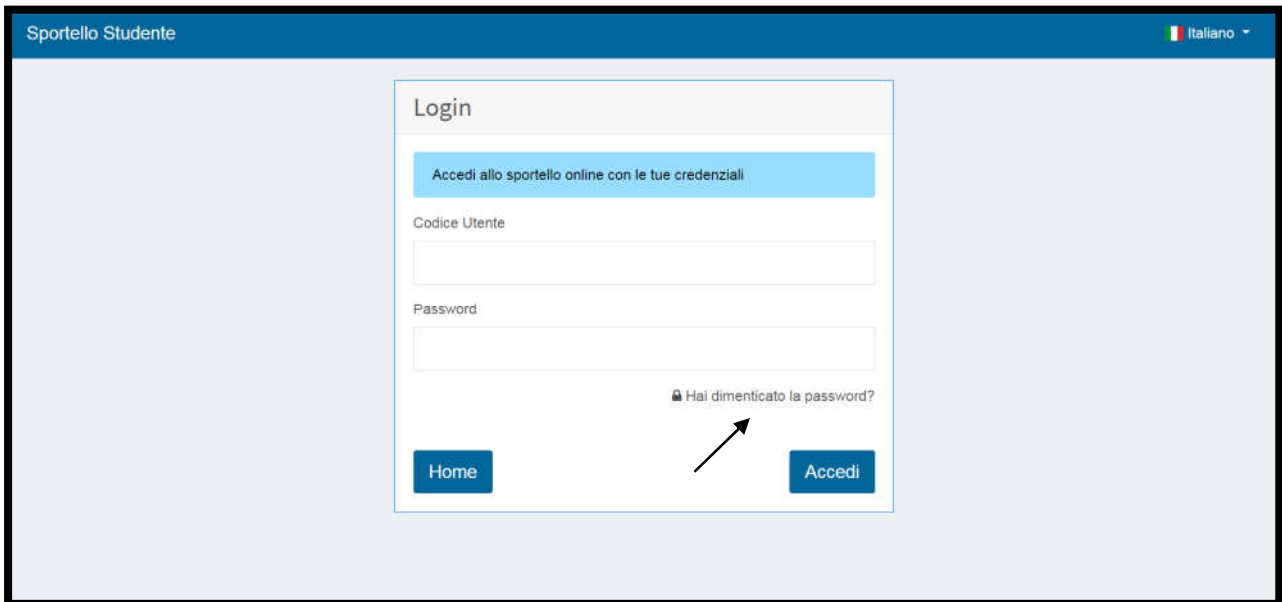 Sportello Studente
Italiano
Login
Accedi allo sportello online con le tue credenziali
Codice Utente
Password
Hai dimenticato la password?
Home
Accedi